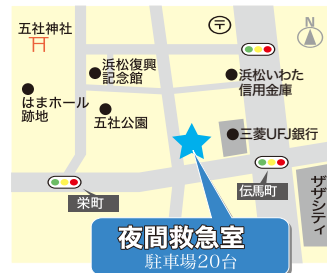 五社神社
〒
N
浜松復興
記念館
浜松いわた
信用金庫
はまホール
跡地
五社公園
三菱UFJ銀行
伝馬町
栄町
ザザシティ
夜間救急室
駐車場20台